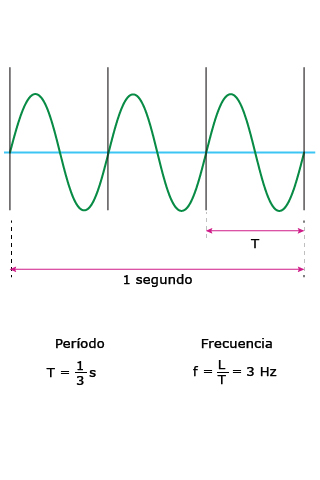 T
1 segundo
Período Frecuencia
T = 1/3 s f = L/T = 3 Hz